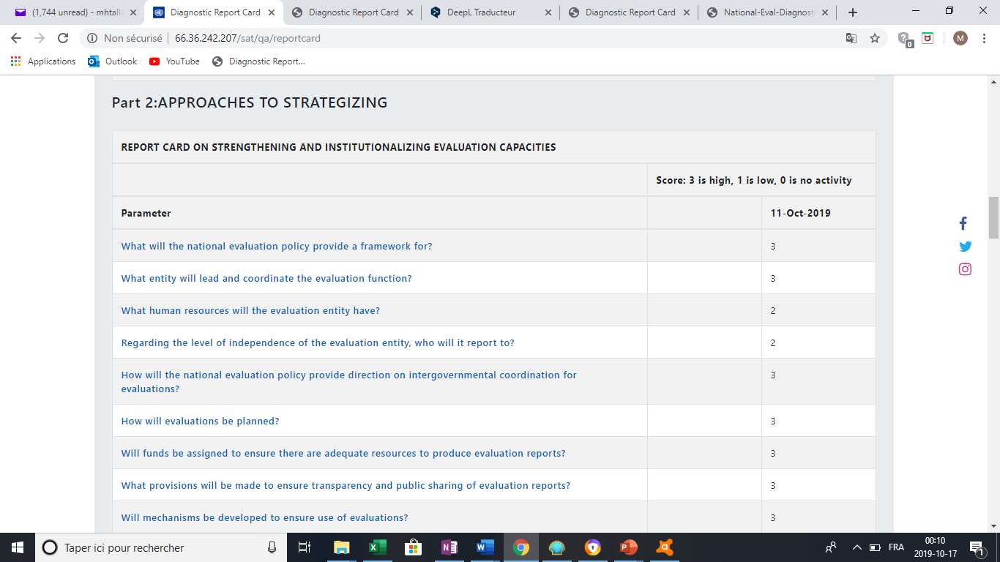 (1,744 unread) - mhtall
Diagnostic Report Card
Diagnostic Report Card
DeepL Traducteur
Diagnostic Report Card
National-Eval-Diagnost
Non sécurisé
66.36.242.207/sat/qa/reportcard
M
0
Applications
Outlook
YouTube
Diagnostic Report...
Part 2:APPROACHES TO STRATEGIZING
REPORT CARD ON STRENGTHENING AND INSTITUTIONALIZING EVALUATION CAPACITIES
Score: 3 is high, 1 is low, 0 is no activity
Parameter 11-Oct-2019
What will the national evaluation policy provide a framework for? 3
What entity will lead and coordinate the evaluation function? 3
What human resources will the evaluation entity have? 2
Regarding the level of independence of the evaluation entity, who will it report to? 2
How will the national evaluation policy provide direction on intergovernmental coordination for 3
evaluations?
How will evaluations be planned? 3
Will funds be assigned to ensure there are adequate resources to produce evaluation reports? 3
What provisions will be made to ensure transparency and public sharing of evaluation reports? 3
Will mechanisms be developed to ensure use of evaluations? 3
Taper ici pour rechercher
FRA
00:10
2019-10-17
1